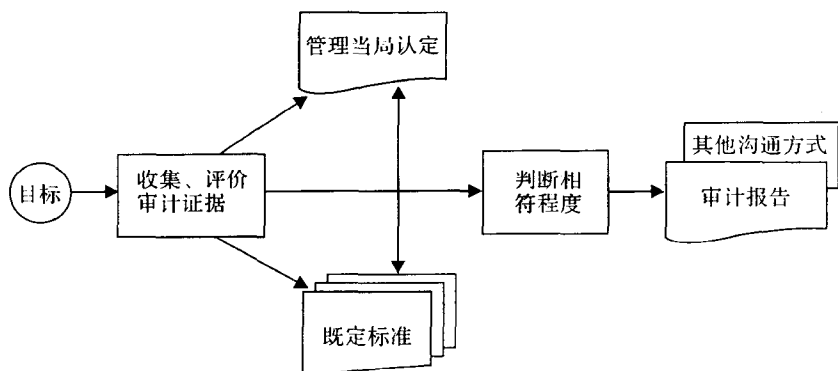 管理当局认定
目标
收集、评价
审计证据
判断相
符程度
其他沟通方式
审计报告
既定标准